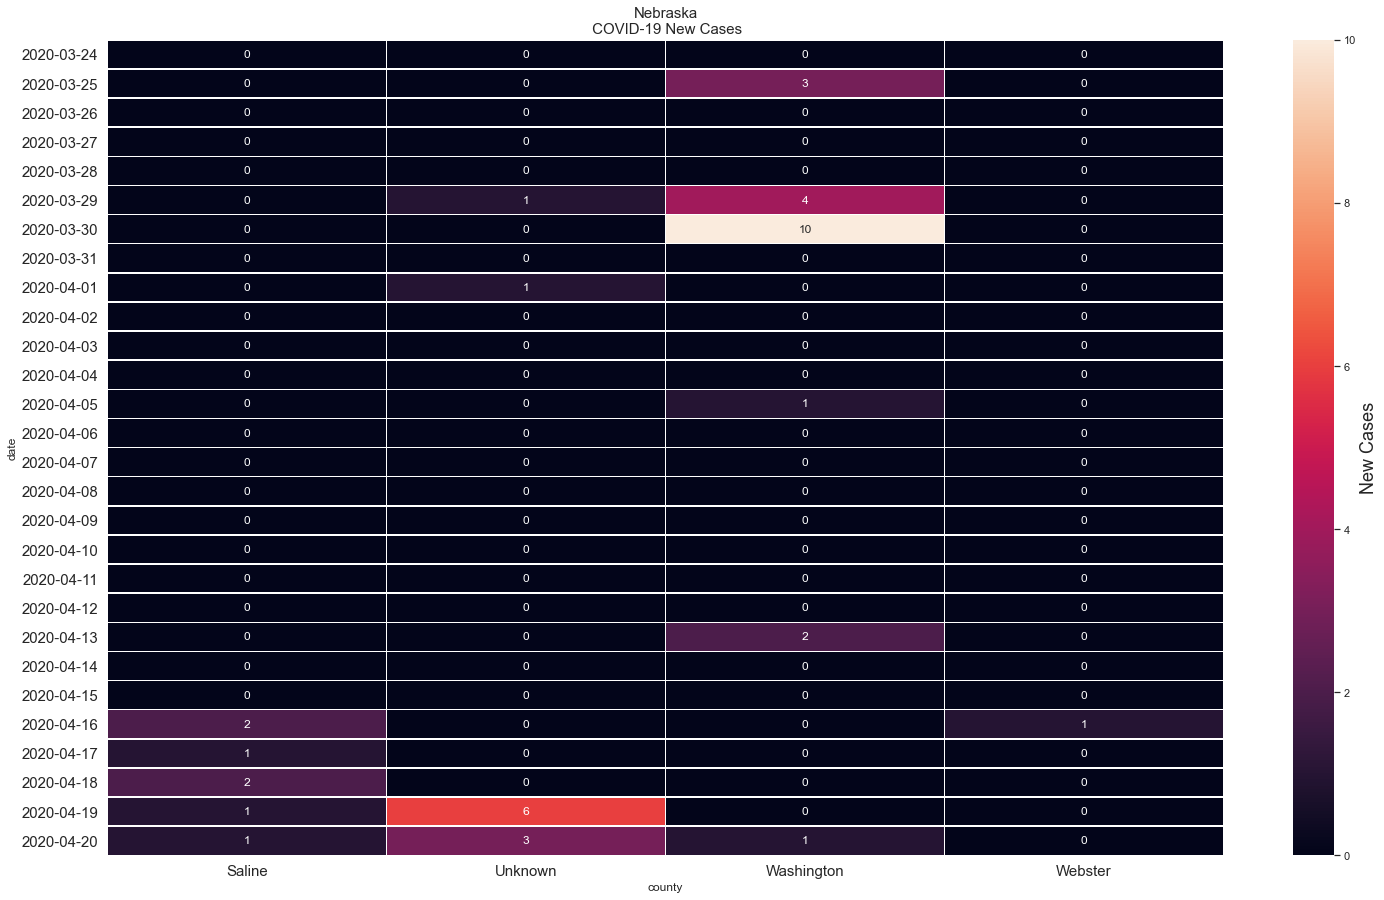 Nebraska
COVID-19 New Cases
2020-03-24 0 0 0 0
2020-03-25 0 0 3 0
2020-03-26 0 0 0 0
2020-03-27 0 0 0 0
2020-03-28 0 0 0 0
2020-03-29 0 1 4 0
2020-03-30 0 0 10 0
2020-03-31 0 0 0 0
2020-04-01 0 1 0 0
2020-04-02 0 0 0 0
2020-04-03 0 0 0 0
2020-04-04 0 0 0 0
2020-04-05 0 0 1 0
2020-04-06 0 0 0 0
2020-04-07 0 0 0 0
2020-04-08 0 0 0 0
2020-04-09 0 0 0 0
2020-04-10 0 0 0 0
2020-04-11 0 0 0 0
2020-04-12 0 0 0 0
2020-04-13 0 0 2 0
2020-04-14 0 0 0 0
2020-04-15 0 0 0 0
2020-04-16 2 0 0 1
2020-04-17 1 0 0 0
2020-04-18 2 0 0 0
2020-04-19 1 6 0 0
2020-04-20 1 3 1 0
Saline Unknown Washington Webster
county
date
10
8
6
4
2
0
New Cases